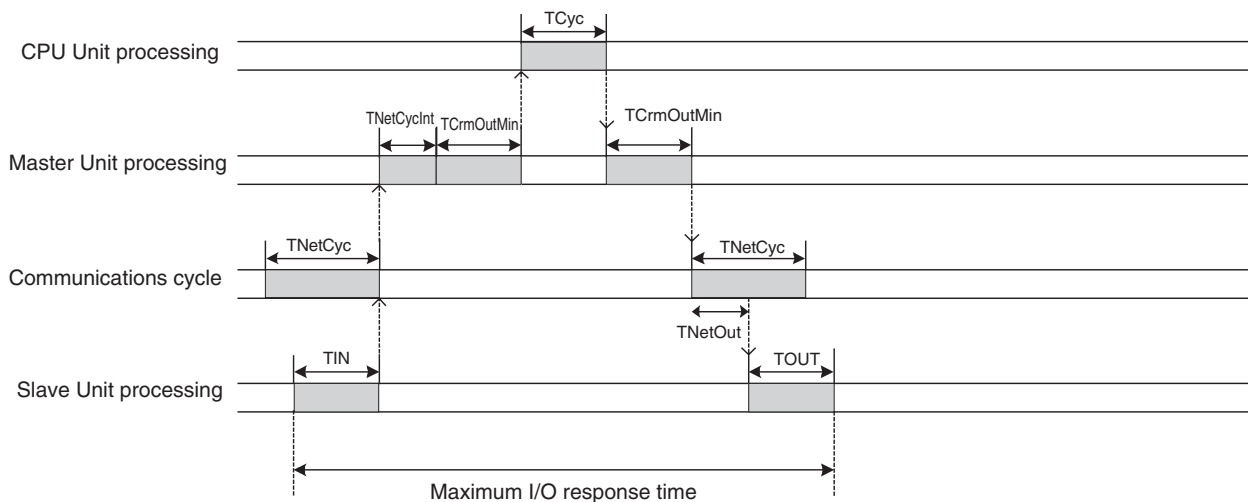 TCyc
CPU Unit processing
TNetCycInt
TCrmOutMin
TCrmOutMin
Master Unit processing
TNetCyc
TNetCyc
Communications cycle
TNetOut
TIN
TOUT
Slave Unit processing
Maximum I/O response time